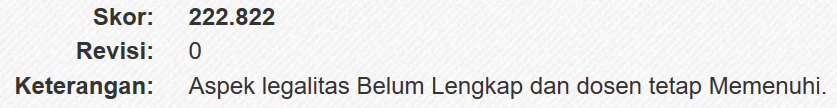 Skor: 222.822
Revisi: 0
Keterangan: Aspek legalitas Belum Lengkap dan dosen tetap Memenuhi.